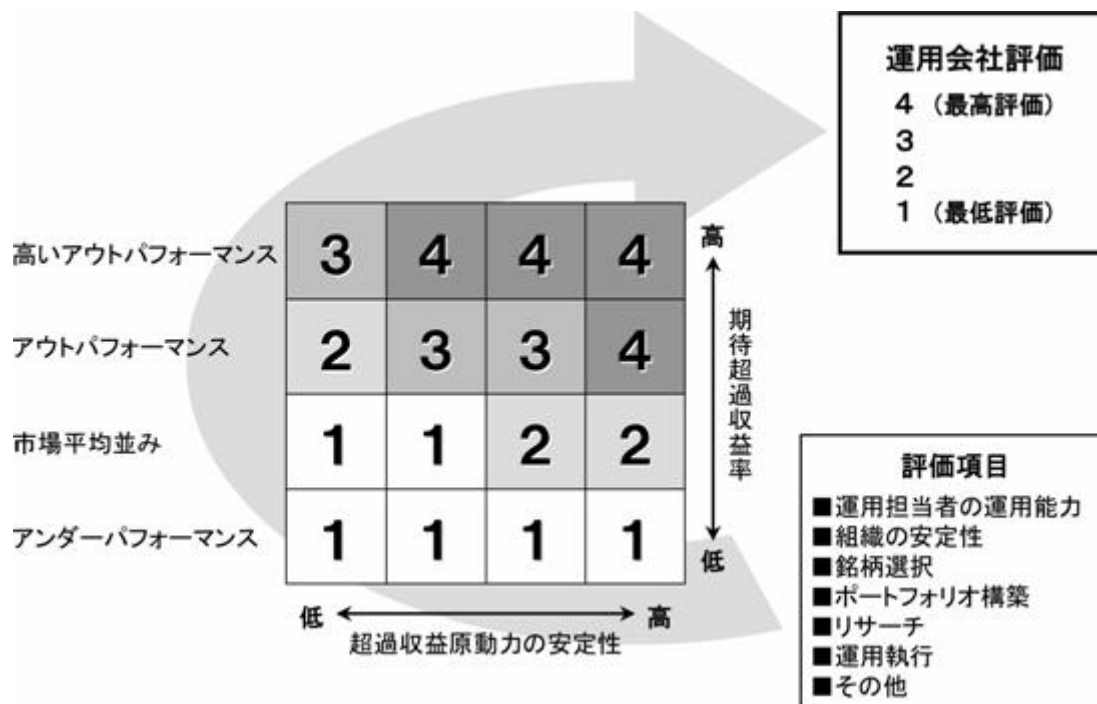 運用会社評価
4 (最高評価)
3
2
1 (最低評価)
高いアウトパフォーマンス 3 4 4 4
アウトパフォーマンス 2 3 3 4
市場平均並み 1 1 2 2
アンダーパフォーマンス 1 1 1 1
高
期待超過収益率
低
低 高
超過収益原動力の安定性
評価項目
■運用担当者の運用能力
■組織の安定性
■銘柄選択
■ポートフォリオ構築
■リサーチ
■運用執行
■その他